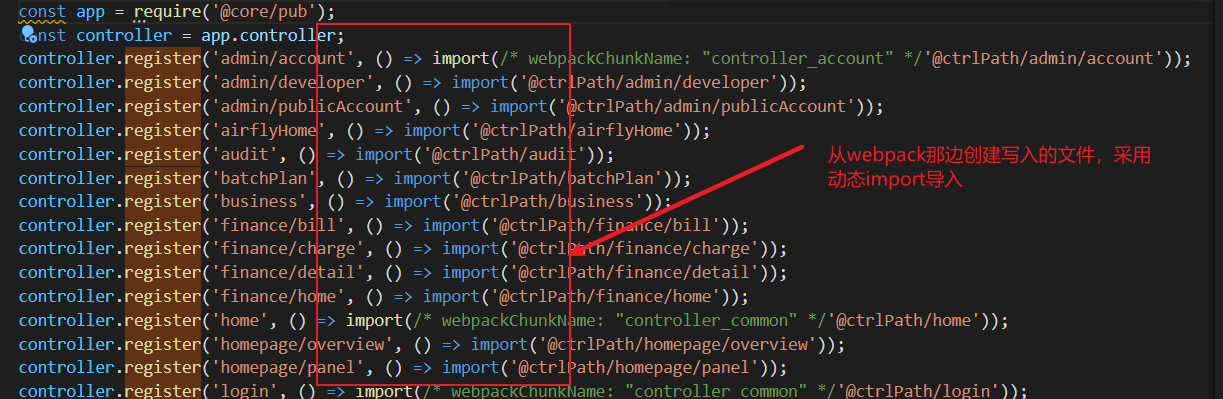 const app = require('@core/pub');
const controller = app.controller;
controller.register('admin/account', () => import(/* webpackChunkName: "controller_account" */'@ctrlPath/admin/account'));
controller.register('admin/developer', () => import('@ctrlPath/admin/developer'));
controller.register('admin/publicAccount', () => import('@ctrlPath/admin/publicAccount'));
controller.register('airflyHome', () => import('@ctrlPath/airflyHome'));
controller.register('audit', () => import('@ctrlPath/audit'));
controller.register('batchPlan', () => import('@ctrlPath/batchPlan'));
controller.register('business', () => import('@ctrlPath/business'));
controller.register('finance/bill', () => import('@ctrlPath/finance/bill'));
controller.register('finance/charge', () => import('@ctrlPath/finance/charge'));
controller.register('finance/detail', () => import('@ctrlPath/finance/detail'));
controller.register('finance/home', () => import('@ctrlPath/finance/home'));
controller.register('home', () => import(/* webpackChunkName: "controller_common" */'@ctrlPath/home'));
controller.register('homepage/overview', () => import('@ctrlPath/homepage/overview'));
controller.register('homepage/panel', () => import('@ctrlPath/homepage/panel'));
controller.register('login', () => import(/* webpackChunkName: "controller_common" */'@ctrlPath/login'));
从webpack那边创建写入的文件，采用
动态import导入